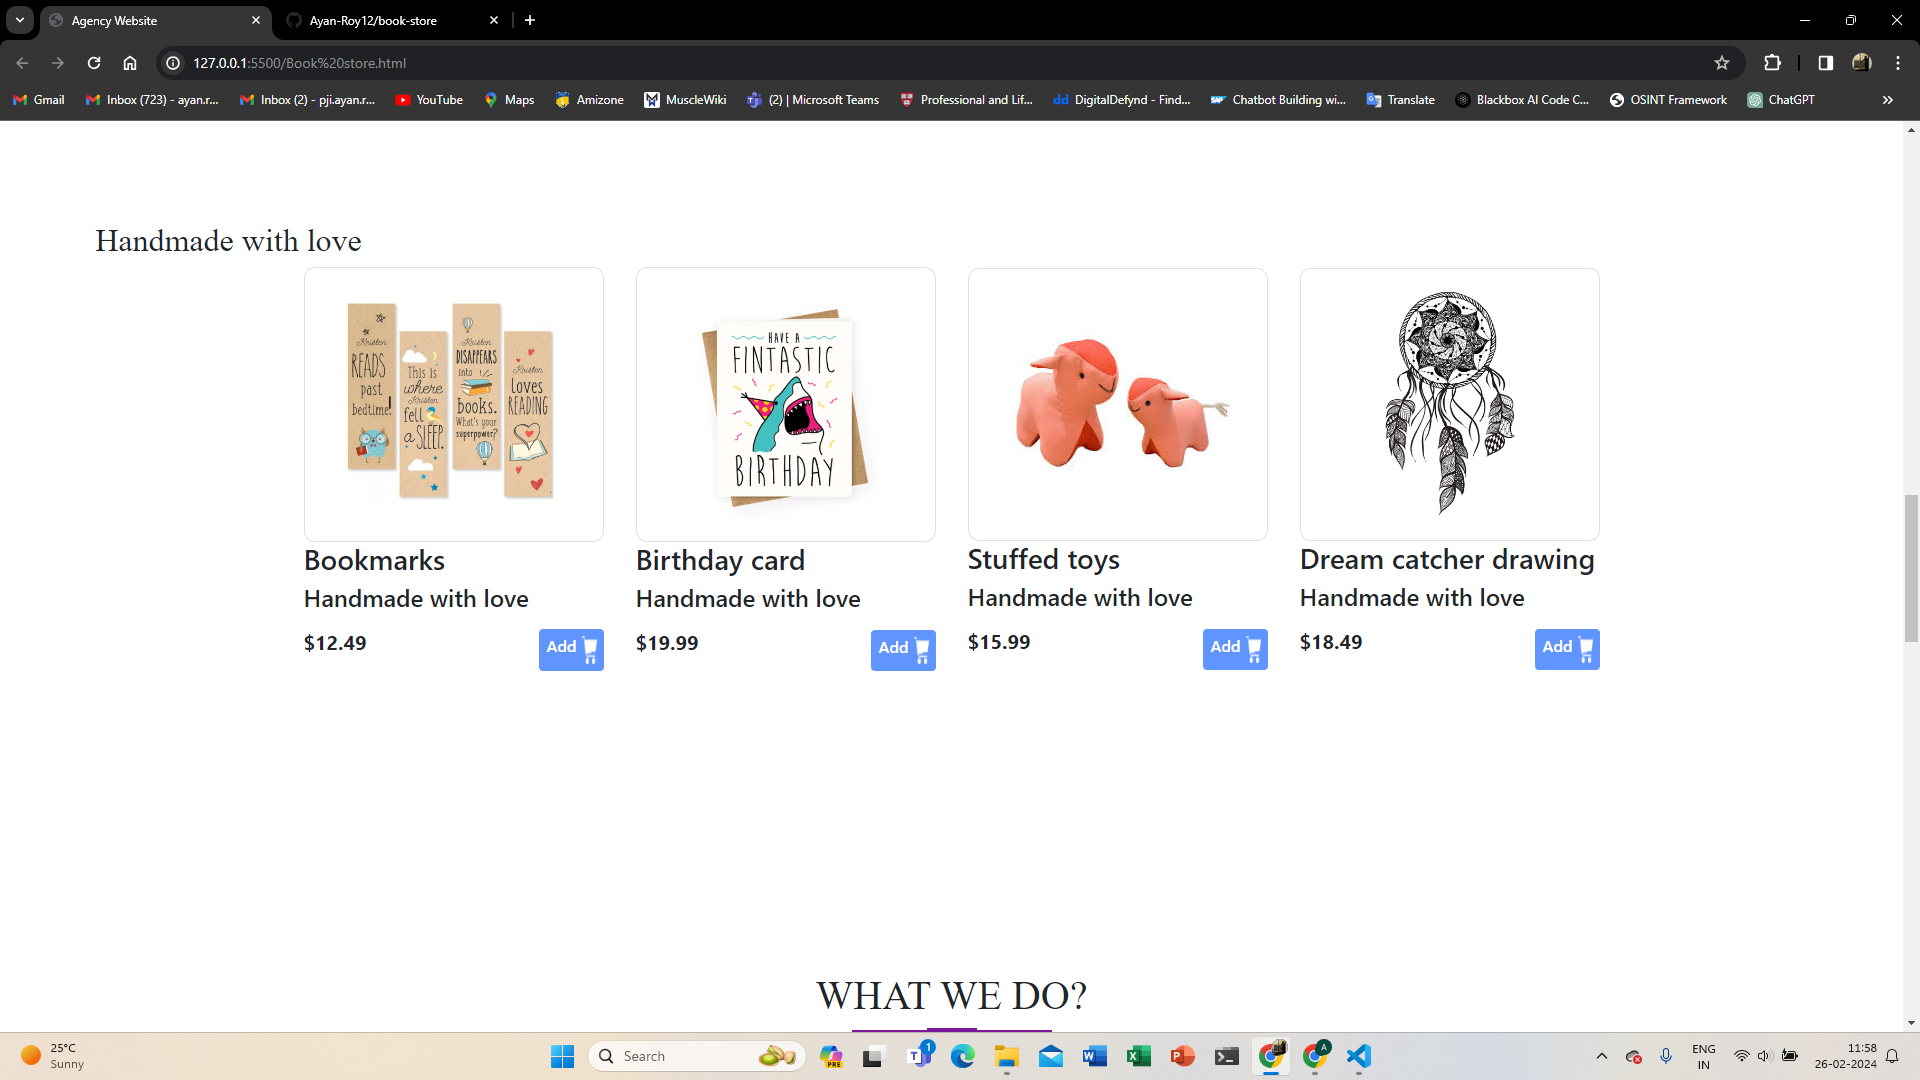 Agency Website
Ayan-Roy12/book-store
127.0.0.1:5500/Book%20store.html
Gmail
Inbox (723) - ayan.r...
Inbox (2) - pji.ayan.r...
YouTube
Maps
Amizone
MuscleWiki
(2) | Microsoft Teams
Professional and Lif...
dd DigitalDefynd - Find...
Chatbot Building wi...
Translate
Blackbox AI Code C...
OSINT Framework
ChatGPT
Handmade with love
Kristen
READS
past
bedtime!
This is
where
Kristen
fell
a SLEEP.
Kristen
DISAPPEARS
into
books.
What's your
superpower?
Kristen
loves
READING
HAVE A
FINTASTIC
BIRTHDAY
Bookmarks
Handmade with love
$12.49
Add
Birthday card
Handmade with love
$19.99
Add
Stuffed toys
Handmade with love
$15.99
Add
Dream catcher drawing
Handmade with love
$18.49
Add
WHAT WE DO?
25°C
Sunny
Search
PRE
1
A
ENG
IN
11:58
26-02-2024